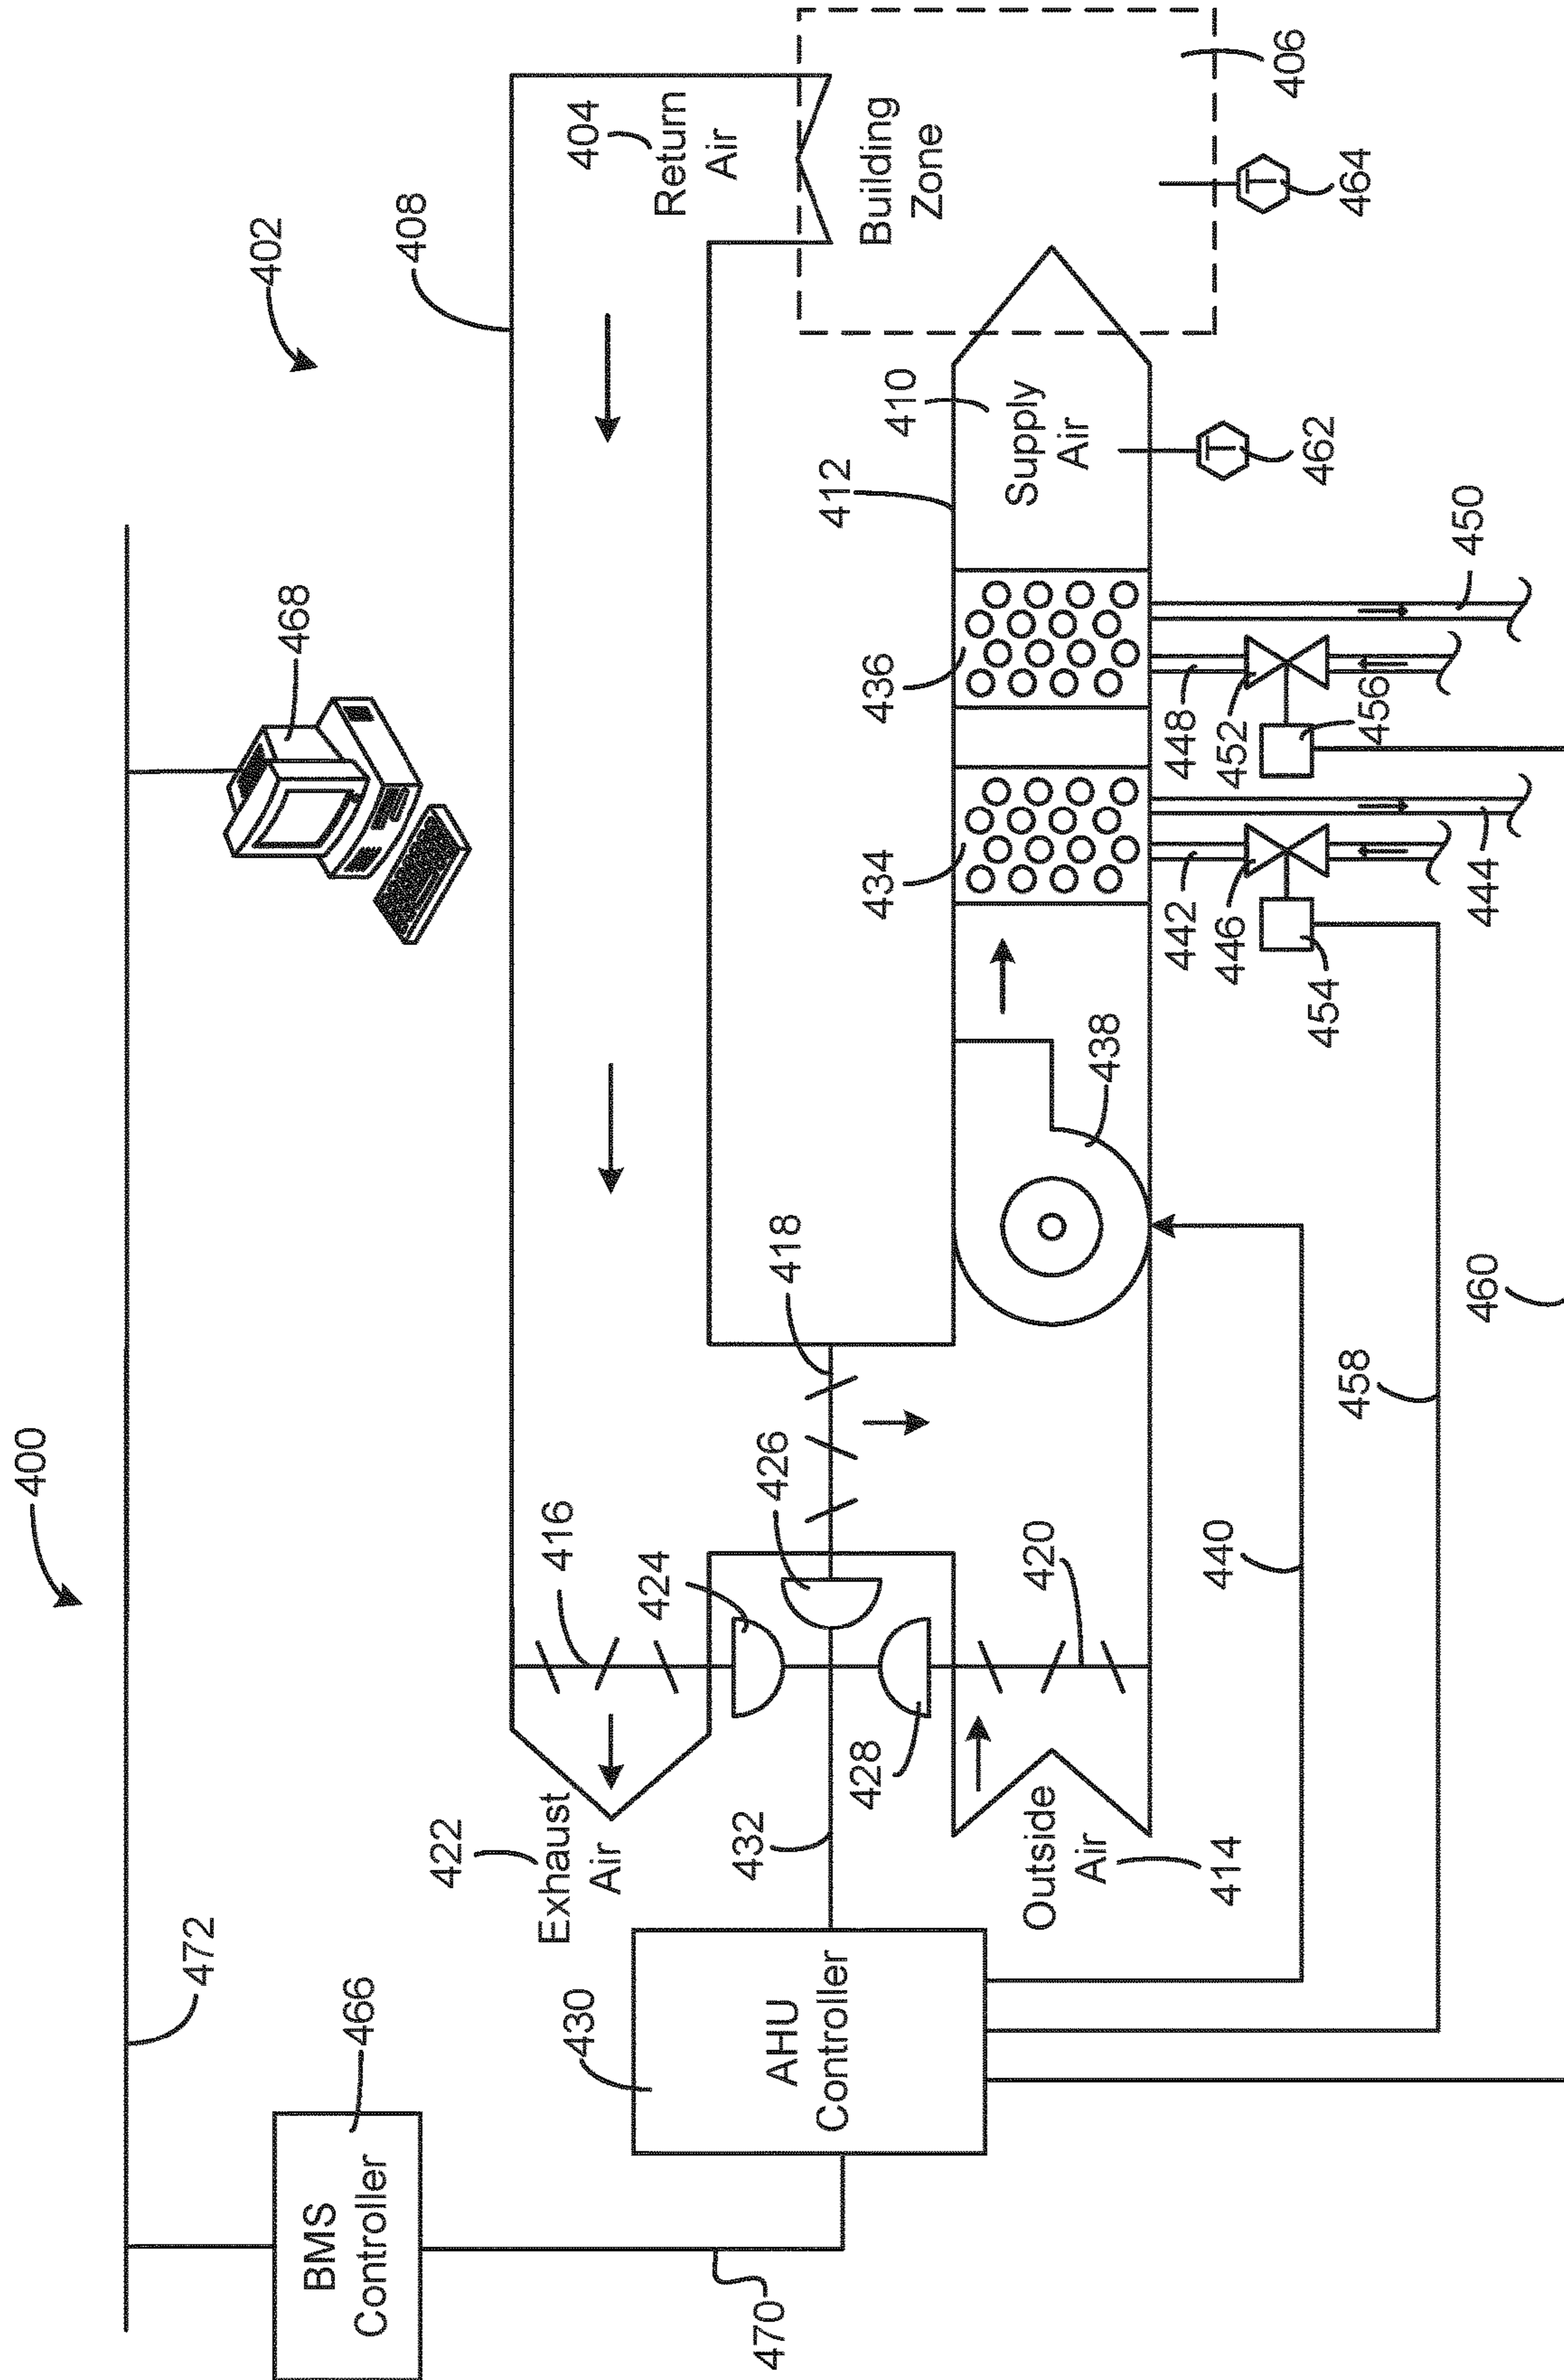 400
402
472
468
466
BMS
Controller
470
408
404
Return
Air
422
Exhaust
Air
416
424
426
418
430
AHU
Controller
432
428
Building
Zone
406
412
410
Supply
Air
434
436
438
Outside
Air
414
420
440
442
446
454
448
452
456
444
450
462
464
T
T
458
460